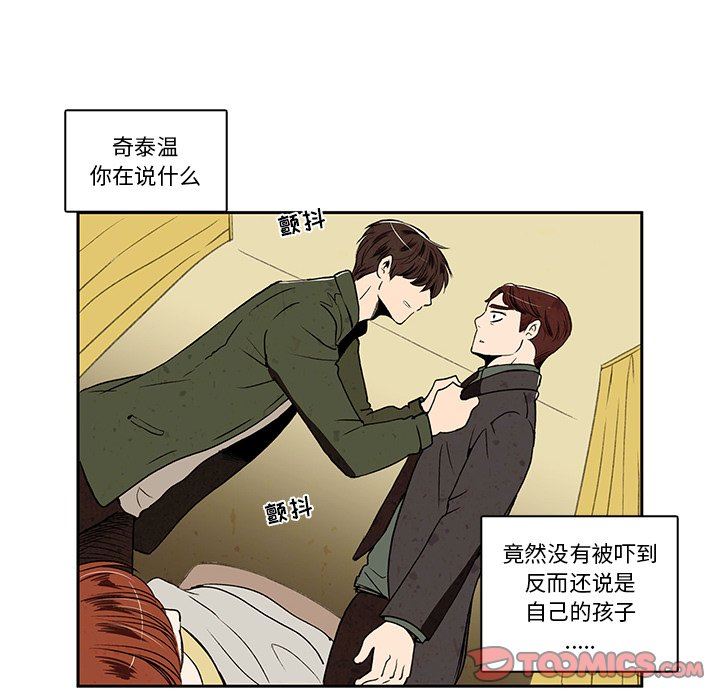 奇泰温
你在说什么
颤抖
颤抖
竟然没有被吓到
反而还说是
自己的孩子
.....
TOOMICS.COM